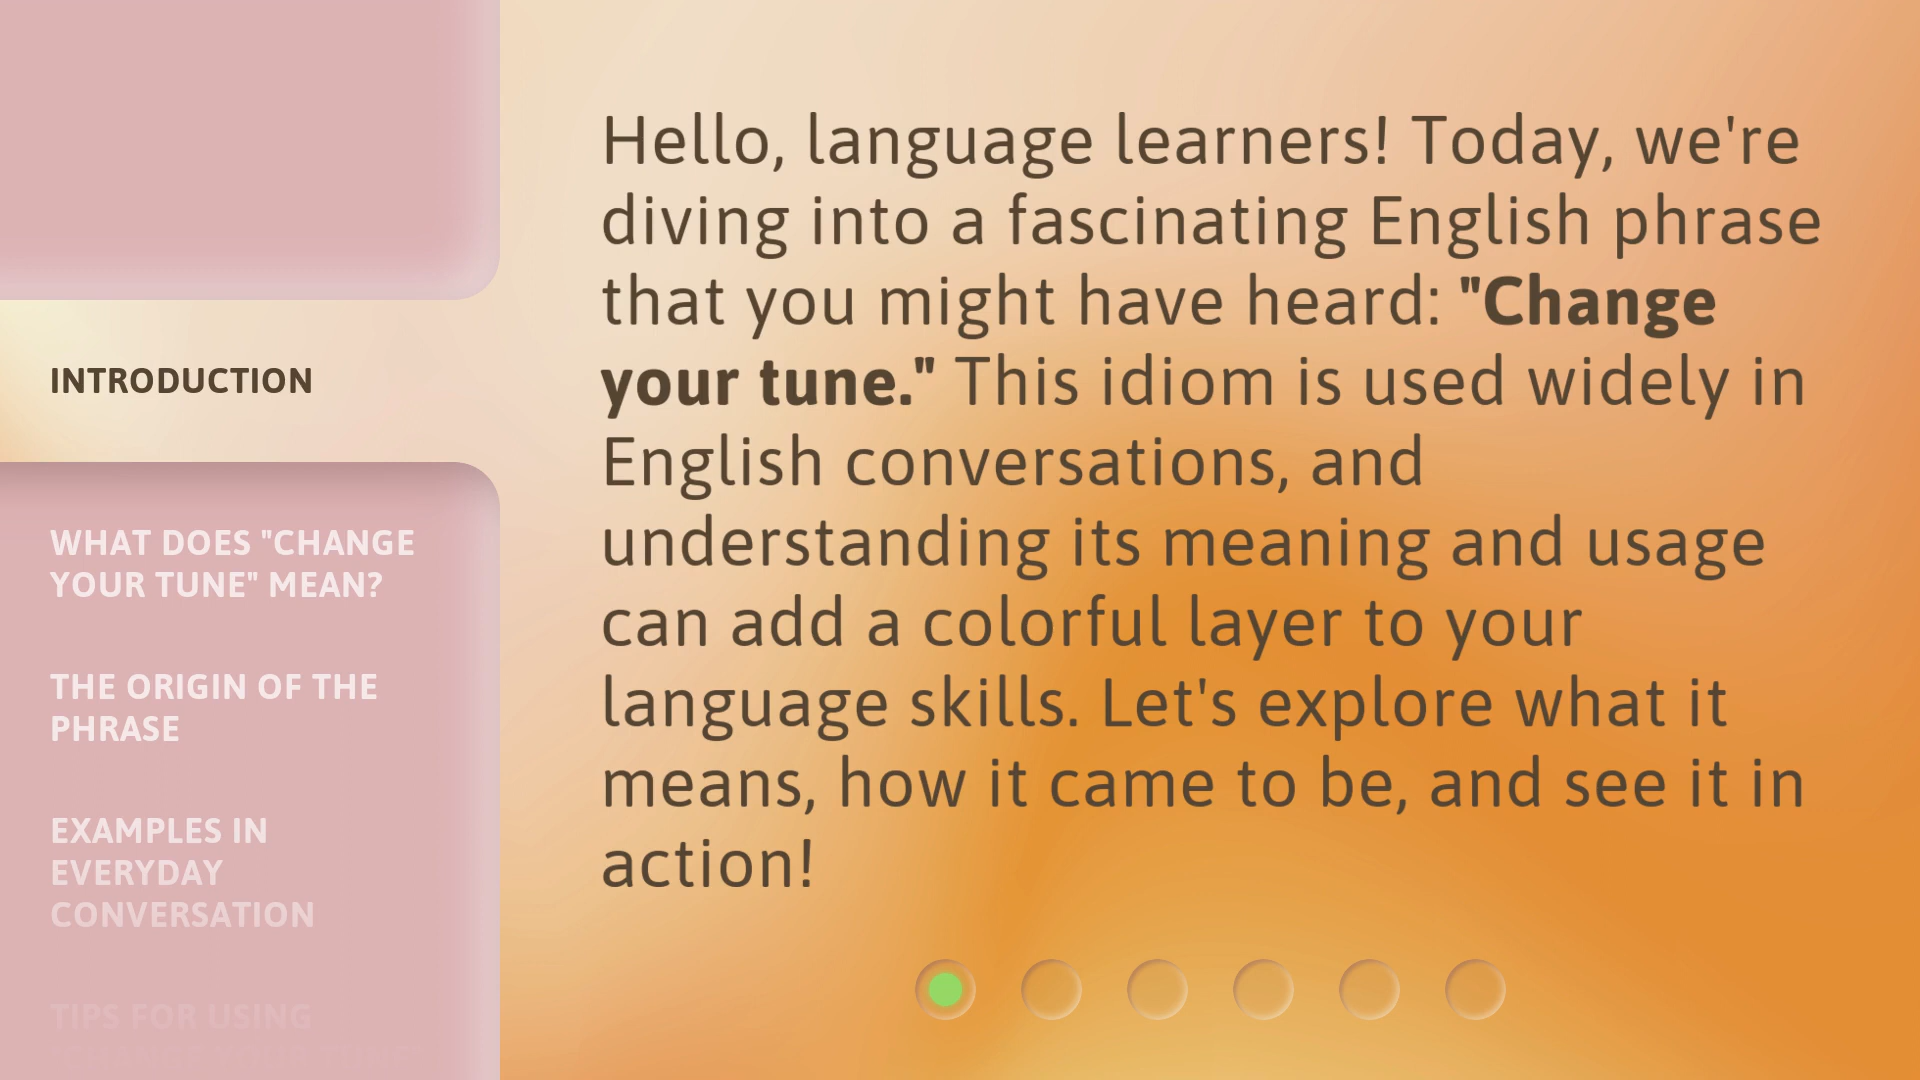 INTRODUCTION
WHAT DOES "CHANGE
YOUR TUNE" MEAN?
THE ORIGIN OF THE
PHRASE
EXAMPLES IN
EVERYDAY
CONVERSATION
TIPS FOR USING
"CHANGE YOUR TUNE"
Hello, language learners! Today, we're
diving into a fascinating English phrase
that you might have heard: "Change
your tune." This idiom is used widely in
English conversations, and
understanding its meaning and usage
can add a colorful layer to your
language skills. Let's explore what it
means, how it came to be, and see it in
action!